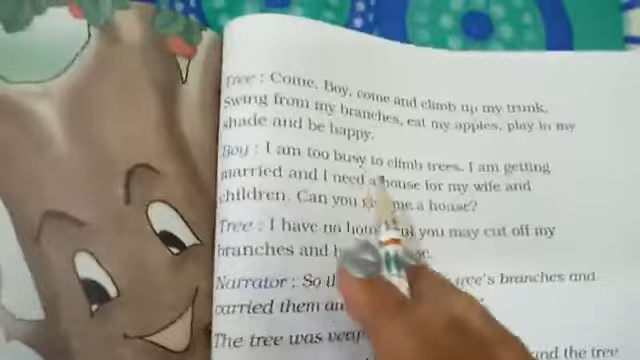 Tree : Come, Boy, come and climb up my trunk.
Swing from my branches, eat my apples, play in my
shade and be happy.
Boy : I am too busy to climb trees. I am getting
married and I need a house for my wife and
children. Can you me a house?
Tree : I have no you may cut off my
branches and
Narrator : So tree's branches and
carried them
The tree was very
and the tree